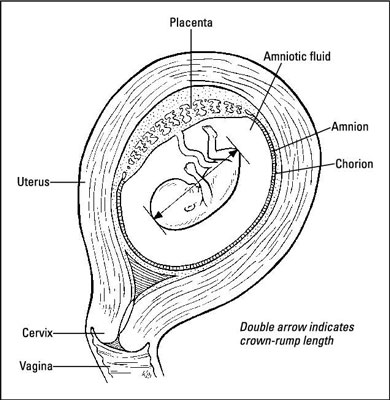 Placenta
Amniotic fluid
Amnion
Chorion
Uterus
Cervix
Vagina
Double arrow indicates
crown-rump length